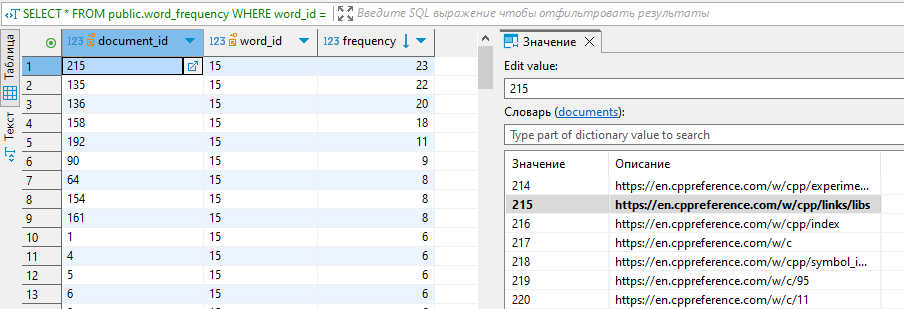 SELECT * FROM public.word_frequency WHERE word_id = Введите SQL выражение чтобы отфильтровать результаты
Таблица
Текст
123 document_id 123 word_id 123 frequency
1 215 15 23
2 135 15 22
3 136 15 20
4 158 15 18
5 192 15 11
6 90 15 9
7 64 15 8
8 154 15 8
9 161 15 8
10 1 15 6
11 4 15 6
12 5 15 6
13 6 15 6
Значение
Edit value:
215
Словарь (documents):
Type part of dictionary value to search
Значение Описание
214 https://en.cppreference.com/w/cpp/experime...
215 https://en.cppreference.com/w/cpp/links/libs
216 https://en.cppreference.com/w/cpp/index
217 https://en.cppreference.com/w/c
218 https://en.cppreference.com/w/cpp/symbol_i...
219 https://en.cppreference.com/w/c/95
220 https://en.cppreference.com/w/c/11